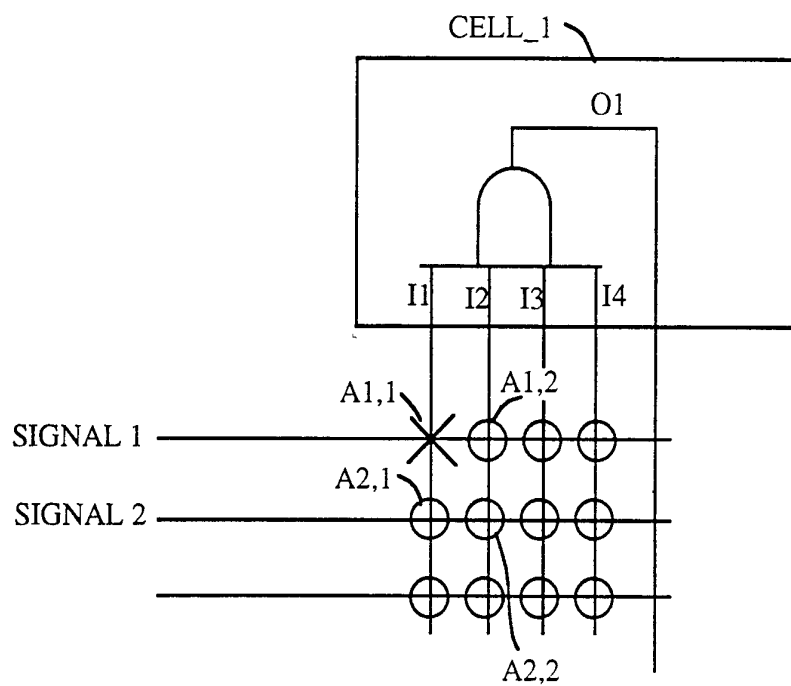 CELL_1
O1
I1 I2 I3 I4
A1,1 A1,2
SIGNAL 1
A2,1
SIGNAL 2
A2,2